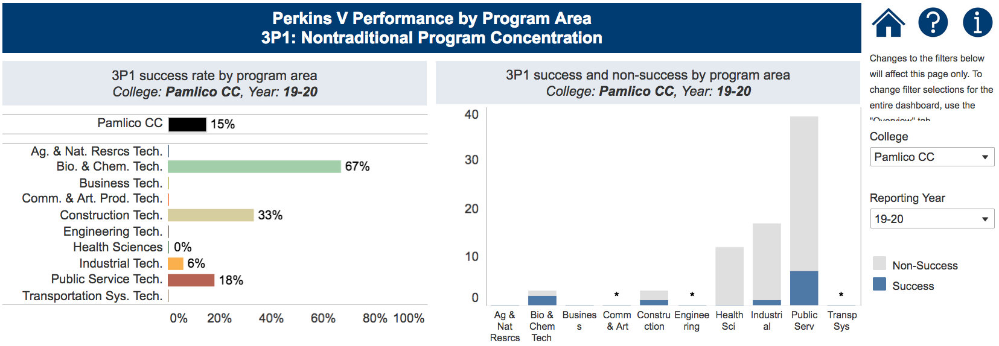 Perkins V Performance by Program Area
3P1: Nontraditional Program Concentration
3P1 success rate by program area
College: Pamlico CC, Year: 19-20
Pamlico CC 15%
Ag. & Nat. Resrcs Tech.
Bio. & Chem. Tech. 67%
Business Tech.
Comm. & Art. Prod. Tech.
Construction Tech. 33%
Engineering Tech.
Health Sciences 0%
Industrial Tech. 6%
Public Service Tech. 18%
Transportation Sys. Tech.
0% 20% 40% 60% 80% 100%
3P1 success and non-success by program area
College: Pamlico CC, Year: 19-20
40
30
20
10
0
* * *
Ag & Bio & Busines Comm Constru Enginee Health Industri Public Transp
Nat Chem s & Art ction ring Sci al Serv Sys
Resrcs Tech
? i
Changes to the filters below
will affect this page only. To
change filter selections for the
entire dashboard, use the
"Overview" tab
College
Pamlico CC
Reporting Year
19-20
Non-Success
Success